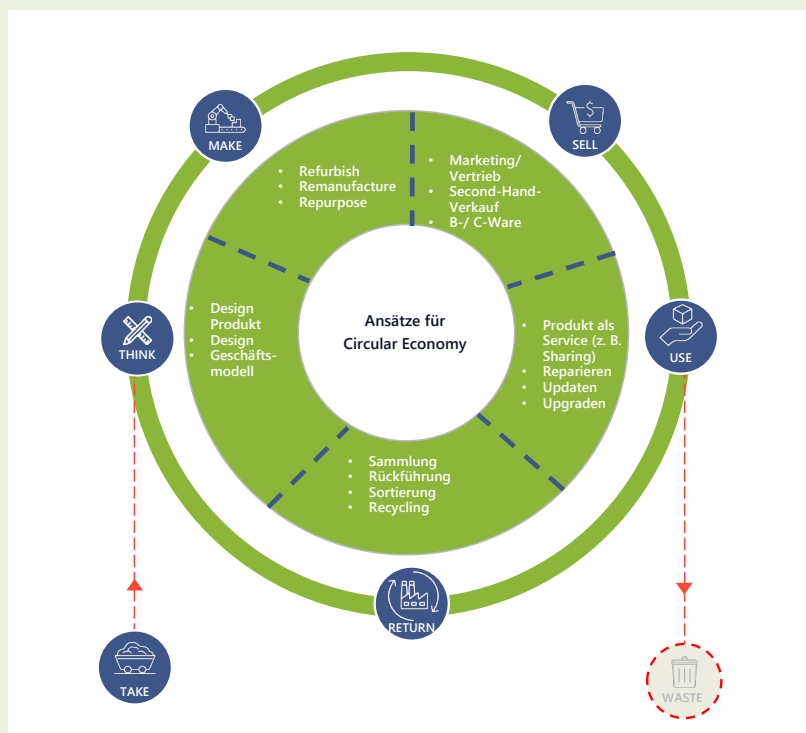 MAKE
SELL
• Refurbish
• Remanufacture
• Repurpose
• Marketing/
Vertrieb
• Second-Hand-
Verkauf
• B-/ C-Ware
THINK
• Design
Produkt
• Design
• Geschäfts-
modell
Ansätze für
Circular Economy
• Produkt als
Service (z. B.
Sharing)
• Reparieren
• Updaten
• Upgraden
USE
• Sammlung
• Rückführung
• Sortierung
• Recycling
RETURN
TAKE
WASTE